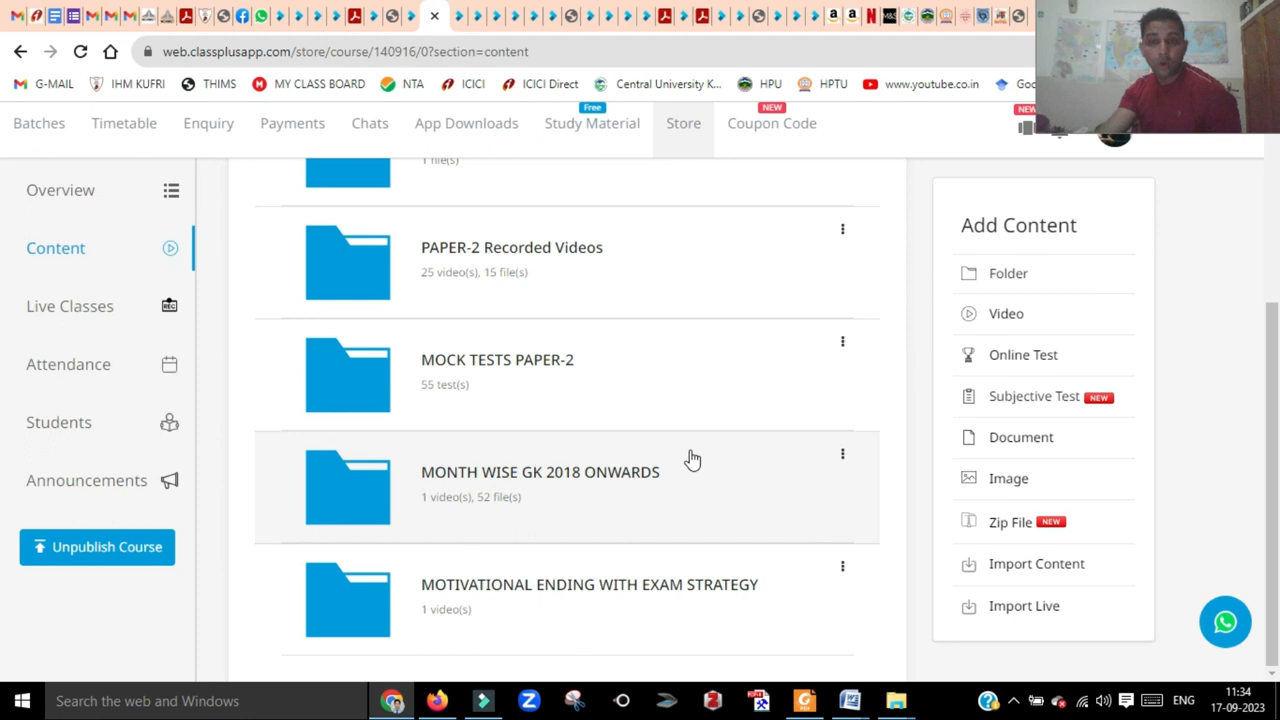 web.classplusapp.com/store/course/140916/0?section=content
G-MAIL IHM KUFRI THIMS MY CLASS BOARD NTA ICICI ICICI Direct Central University K... HPU HPTU www.youtube.co.in Goo
Free NEW NEW
Batches Timetable Enquiry Payments Chats App Downloads Study Material Store Coupon Code
1 file(s)
Overview
Content
Live Classes
REC
Attendance
Students
Announcements
Unpublish Course
PAPER-2 Recorded Videos
25 video(s), 15 file(s)
MOCK TESTS PAPER-2
55 test(s)
MONTH WISE GK 2018 ONWARDS
1 video(s), 52 file(s)
MOTIVATIONAL ENDING WITH EXAM STRATEGY
1 video(s)
Add Content
Folder
Video
Online Test
Subjective Test NEW
Document
Image
Zip File NEW
Import Content
Import Live
Search the web and Windows
ENG
11:34
17-09-2023